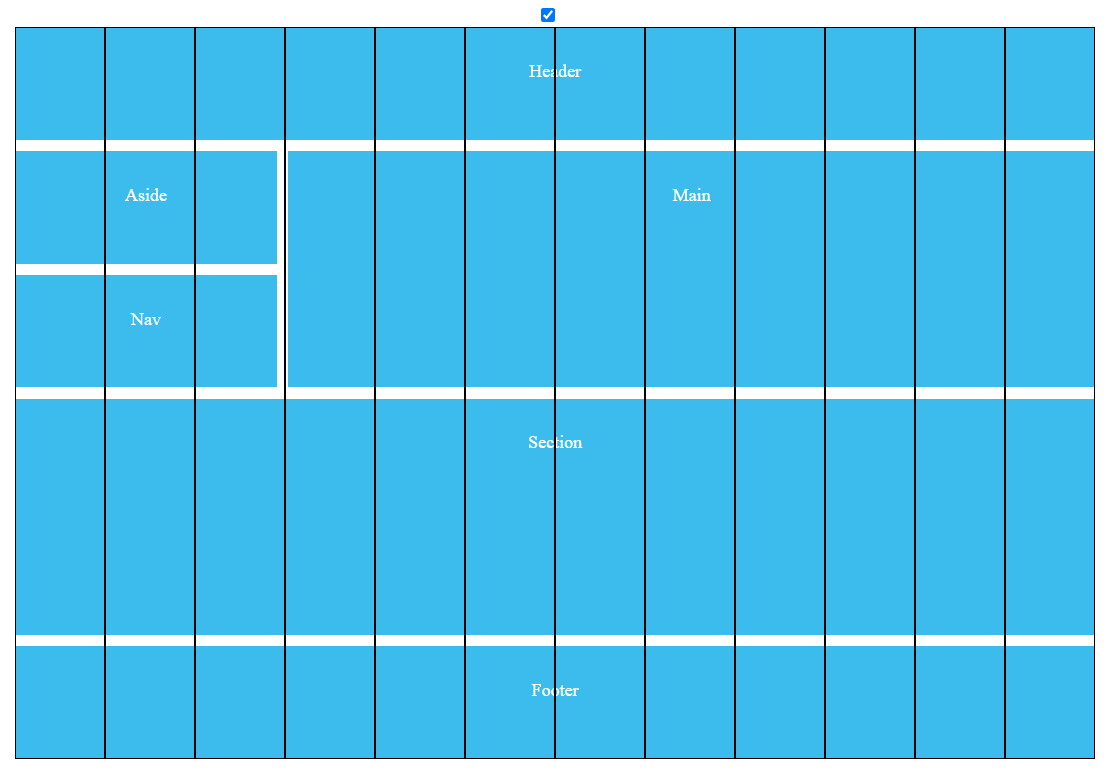 Header
Aside
Main
Nav
Section
Footer